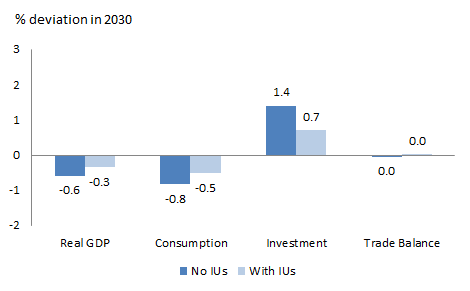 % deviation in 2030
3
2
1
0
-1
-2
-0.6
-0.3
-0.8
-0.5
1.4
0.7
0.0
0.0
Real GDP
Consumption
Investment
Trade Balance
No IUs
With IUs